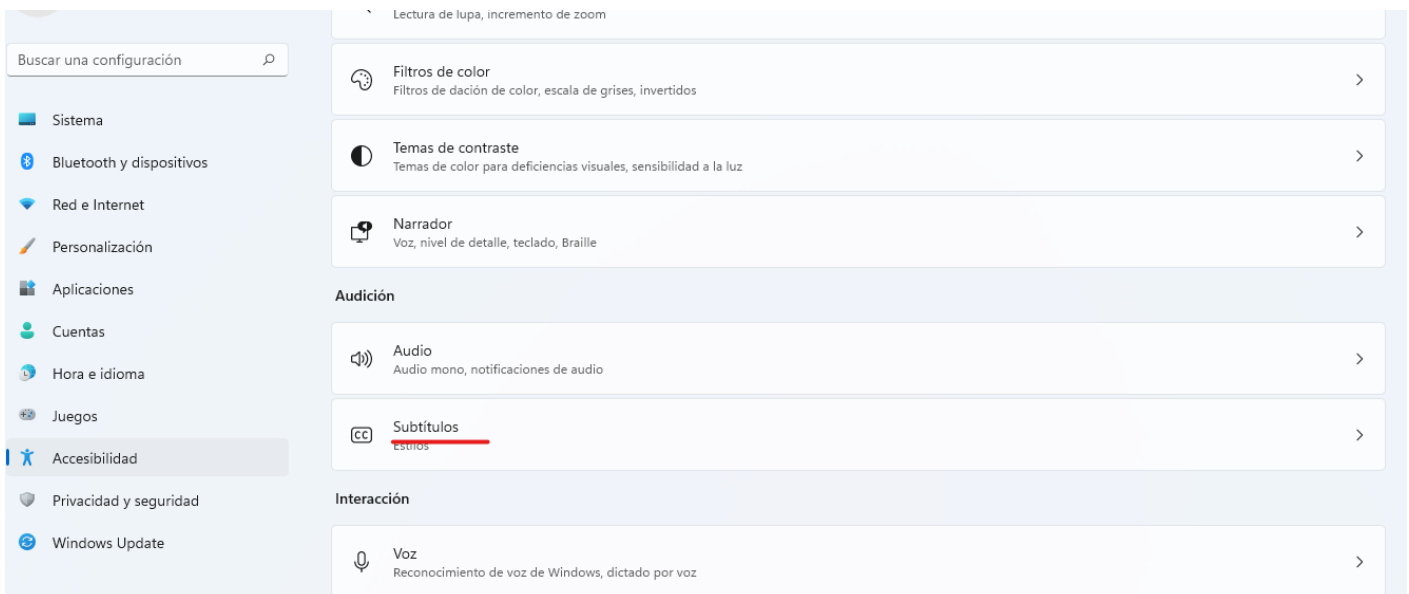 Lectura de lupa, incremento de zoom
Buscar una configuración
Filtros de color
Filtros de dación de color, escala de grises, invertidos
Sistema
Temas de contraste
Temas de color para deficiencias visuales, sensibilidad a la luz
Bluetooth y dispositivos
Red e Internet
Narrador
Voz, nivel de detalle, teclado, Braille
Personalización
Aplicaciones
Audición
Cuentas
Audio
Audio mono, notificaciones de audio
Hora e idioma
Juegos
CC
Subtítulos
Estilos
Accesibilidad
Privacidad y seguridad
Interacción
Windows Update
Voz
Reconocimiento de voz de Windows, dictado por voz